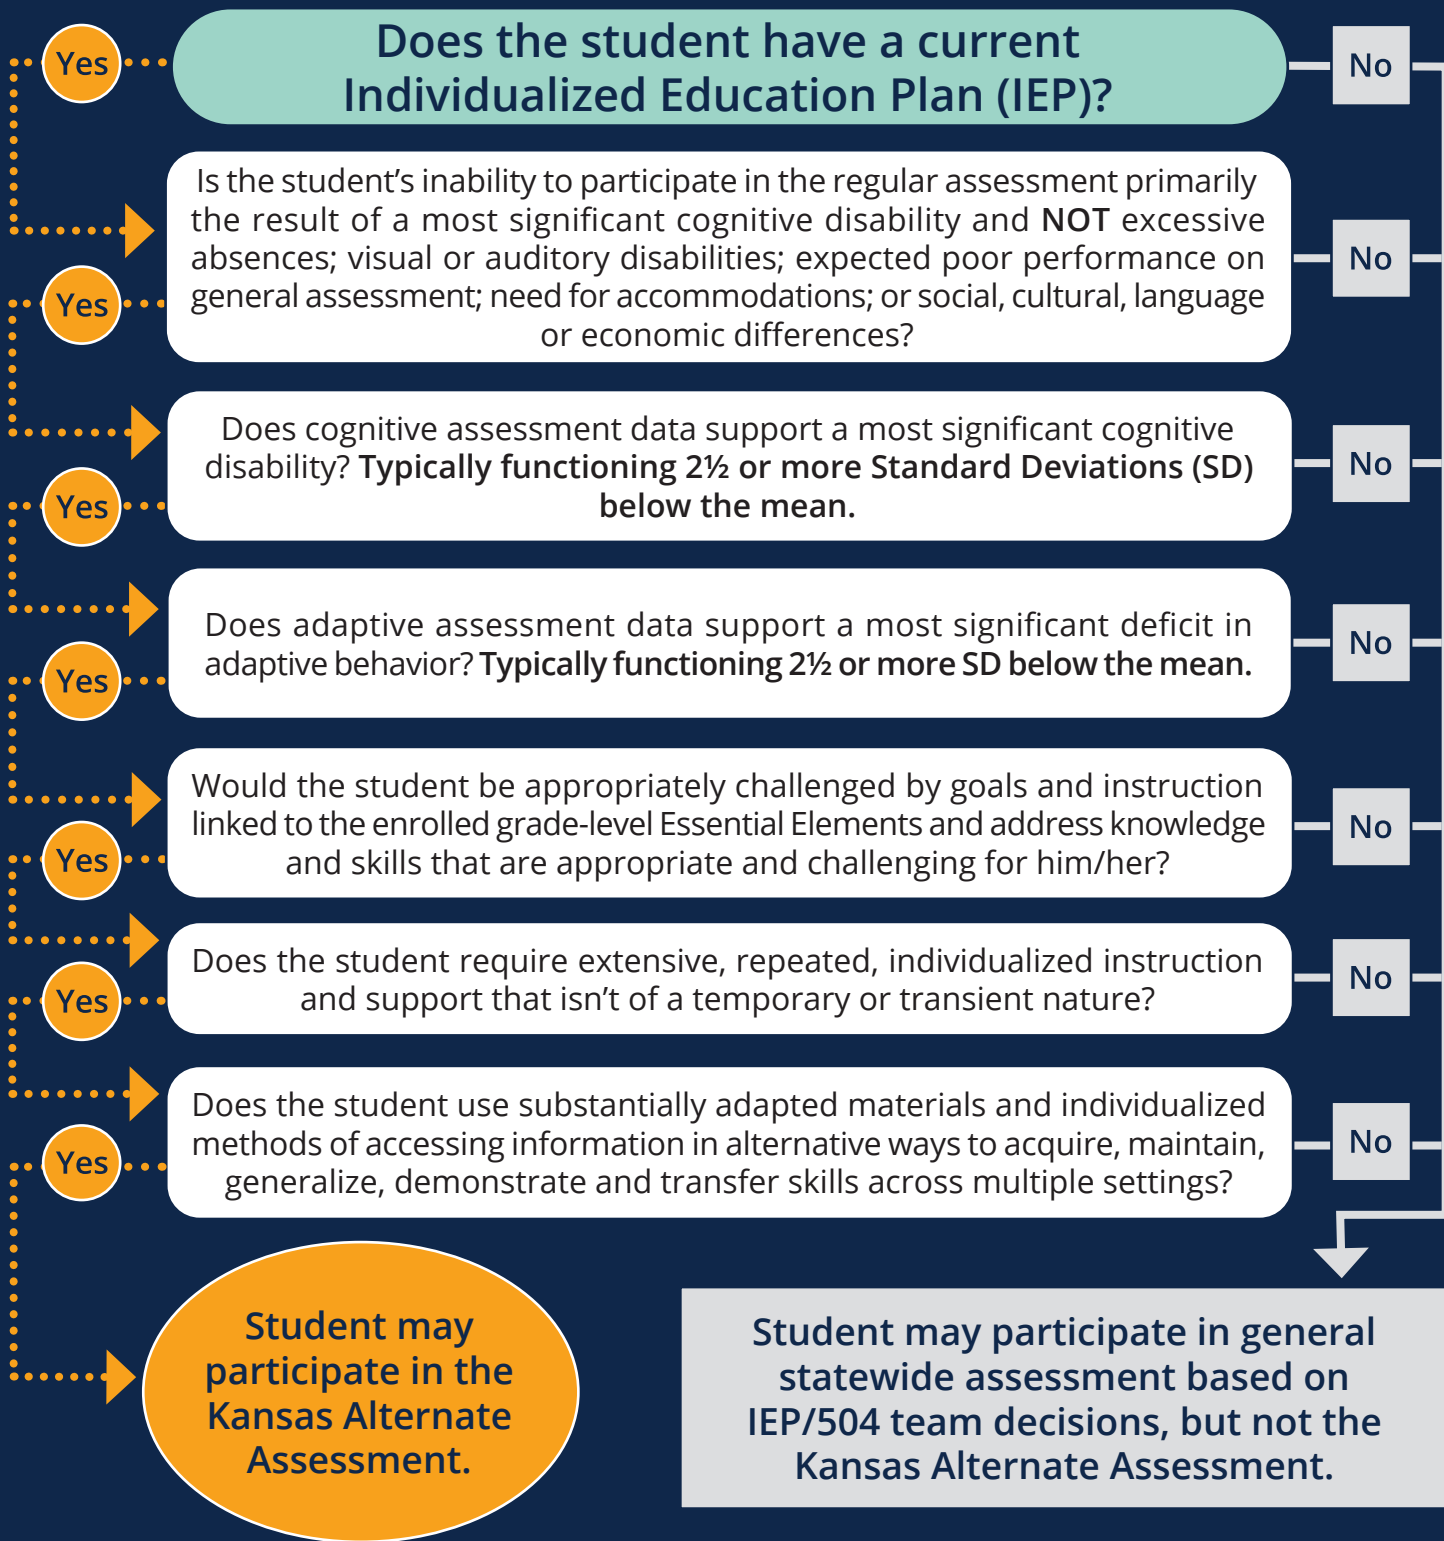 Yes
Does the student have a current
Individualized Education Plan (IEP)?
No
Is the student’s inability to participate in the regular assessment primarily
the result of a most significant cognitive disability and NOT excessive
absences; visual or auditory disabilities; expected poor performance on
general assessment; need for accommodations; or social, cultural, language
or economic differences?
Yes
No
Does cognitive assessment data support a most significant cognitive
disability? Typically functioning 2½ or more Standard Deviations (SD)
below the mean.
Yes
No
Does adaptive assessment data support a most significant deficit in
adaptive behavior? Typically functioning 2½ or more SD below the mean.
Yes
No
Would the student be appropriately challenged by goals and instruction
linked to the enrolled grade-level Essential Elements and address knowledge
and skills that are appropriate and challenging for him/her?
Yes
No
Does the student require extensive, repeated, individualized instruction
and support that isn’t of a temporary or transient nature?
Yes
No
Does the student use substantially adapted materials and individualized
methods of accessing information in alternative ways to acquire, maintain,
generalize, demonstrate and transfer skills across multiple settings?
Yes
No
Student may
participate in the
Kansas Alternate
Assessment.
Student may participate in general
statewide assessment based on
IEP/504 team decisions, but not the
Kansas Alternate Assessment.